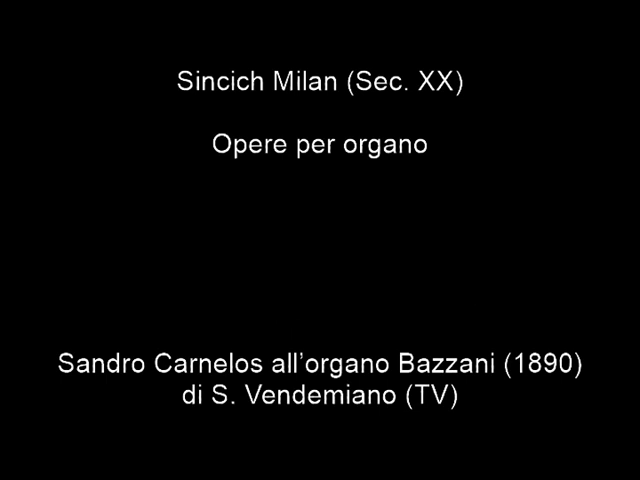 Sincich Milan (Sec. XX)
Opere per organo
Sandro Carnelos all’organo Bazzani (1890)
di S. Vendemiano (TV)